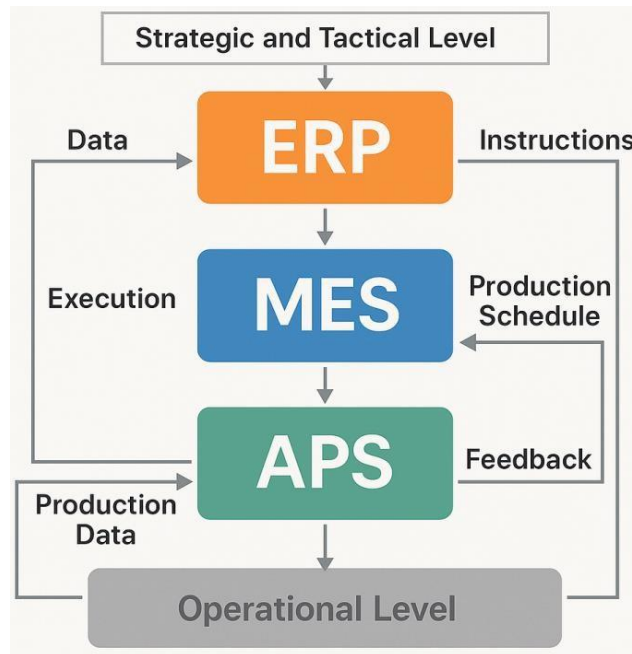 Strategic and Tactical Level
Data
ERP
Instructions
Execution
MES
Production
Schedule
APS
Feedback
Production
Data
Operational Level